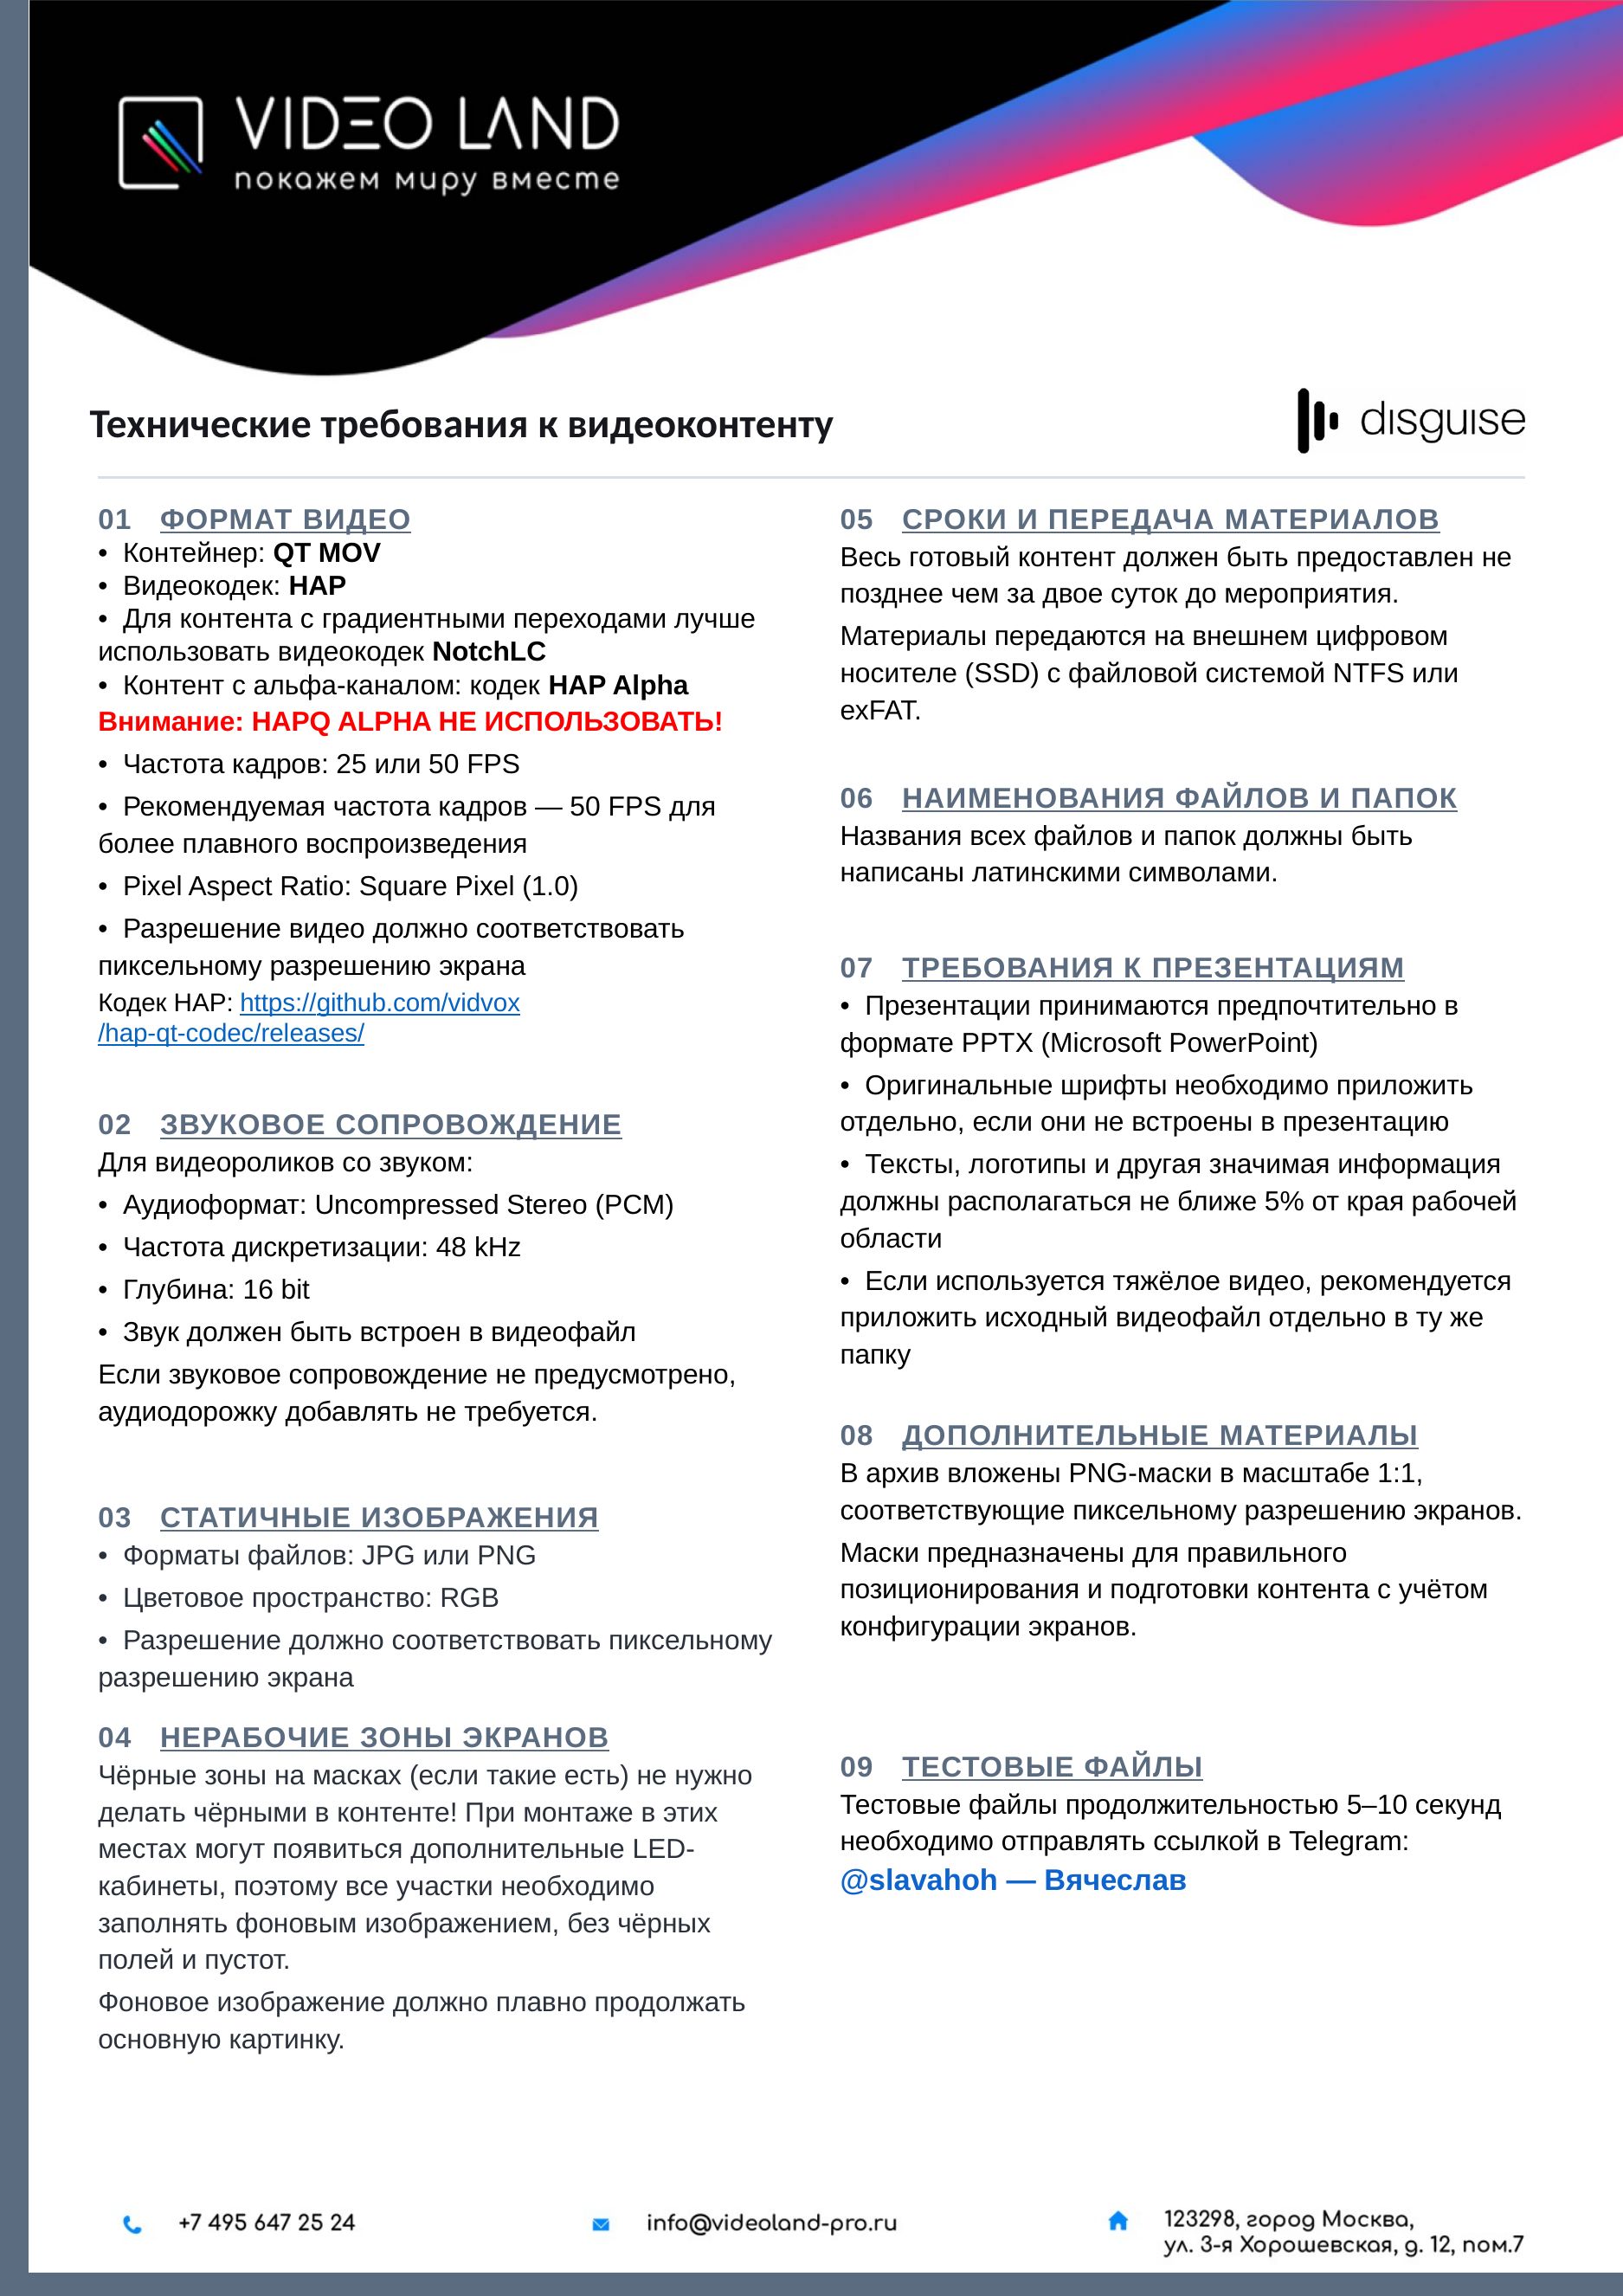 VIDEO LAND
покажем миру вместе
Технические требования к видеоконтенту
disguise
01 ФОРМАТ ВИДЕО
• Контейнер: QT MOV
• Видеокодек: HAP
• Для контента с градиентными переходами лучше
использовать видеокодек NotchLC
• Контент с альфа-каналом: кодек HAP Alpha
Внимание: HAPQ ALPHA НЕ ИСПОЛЬЗОВАТЬ!
• Частота кадров: 25 или 50 FPS
• Рекомендуемая частота кадров — 50 FPS для
более плавного воспроизведения
• Pixel Aspect Ratio: Square Pixel (1.0)
• Разрешение видео должно соответствовать
пиксельному разрешению экрана
Кодек HAP: https://github.com/vidvox
/hap-qt-codec/releases/
02 ЗВУКОВОЕ СОПРОВОЖДЕНИЕ
Для видеороликов со звуком:
• Аудиоформат: Uncompressed Stereo (PCM)
• Частота дискретизации: 48 kHz
• Глубина: 16 bit
• Звук должен быть встроен в видеофайл
Если звуковое сопровождение не предусмотрено,
аудиодорожку добавлять не требуется.
03 СТАТИЧНЫЕ ИЗОБРАЖЕНИЯ
• Форматы файлов: JPG или PNG
• Цветовое пространство: RGB
• Разрешение должно соответствовать пиксельному
разрешению экрана
04 НЕРАБОЧИЕ ЗОНЫ ЭКРАНОВ
Чёрные зоны на масках (если такие есть) не нужно
делать чёрными в контенте! При монтаже в этих
местах могут появиться дополнительные LED-
кабинеты, поэтому все участки необходимо
заполнять фоновым изображением, без чёрных
полей и пустот.
Фоновое изображение должно плавно продолжать
основную картинку.
05 СРОКИ И ПЕРЕДАЧА МАТЕРИАЛОВ
Весь готовый контент должен быть предоставлен не
позднее чем за двое суток до мероприятия.
Материалы передаются на внешнем цифровом
носителе (SSD) с файловой системой NTFS или
exFAT.
06 НАИМЕНОВАНИЯ ФАЙЛОВ И ПАПОК
Названия всех файлов и папок должны быть
написаны латинскими символами.
07 ТРЕБОВАНИЯ К ПРЕЗЕНТАЦИЯМ
• Презентации принимаются предпочтительно в
формате PPTX (Microsoft PowerPoint)
• Оригинальные шрифты необходимо приложить
отдельно, если они не встроены в презентацию
• Тексты, логотипы и другая значимая информация
должны располагаться не ближе 5% от края рабочей
области
• Если используется тяжёлое видео, рекомендуется
приложить исходный видеофайл отдельно в ту же
папку
08 ДОПОЛНИТЕЛЬНЫЕ МАТЕРИАЛЫ
В архив вложены PNG-маски в масштабе 1:1,
соответствующие пиксельному разрешению экранов.
Маски предназначены для правильного
позиционирования и подготовки контента с учётом
конфигурации экранов.
09 ТЕСТОВЫЕ ФАЙЛЫ
Тестовые файлы продолжительностью 5–10 секунд
необходимо отправлять ссылкой в Telegram:
@slavahoh — Вячеслав
+7 495 647 25 24
info@videoland-pro.ru
123298, город Москва,
ул. 3-я Хорошевская, д. 12, пом.7